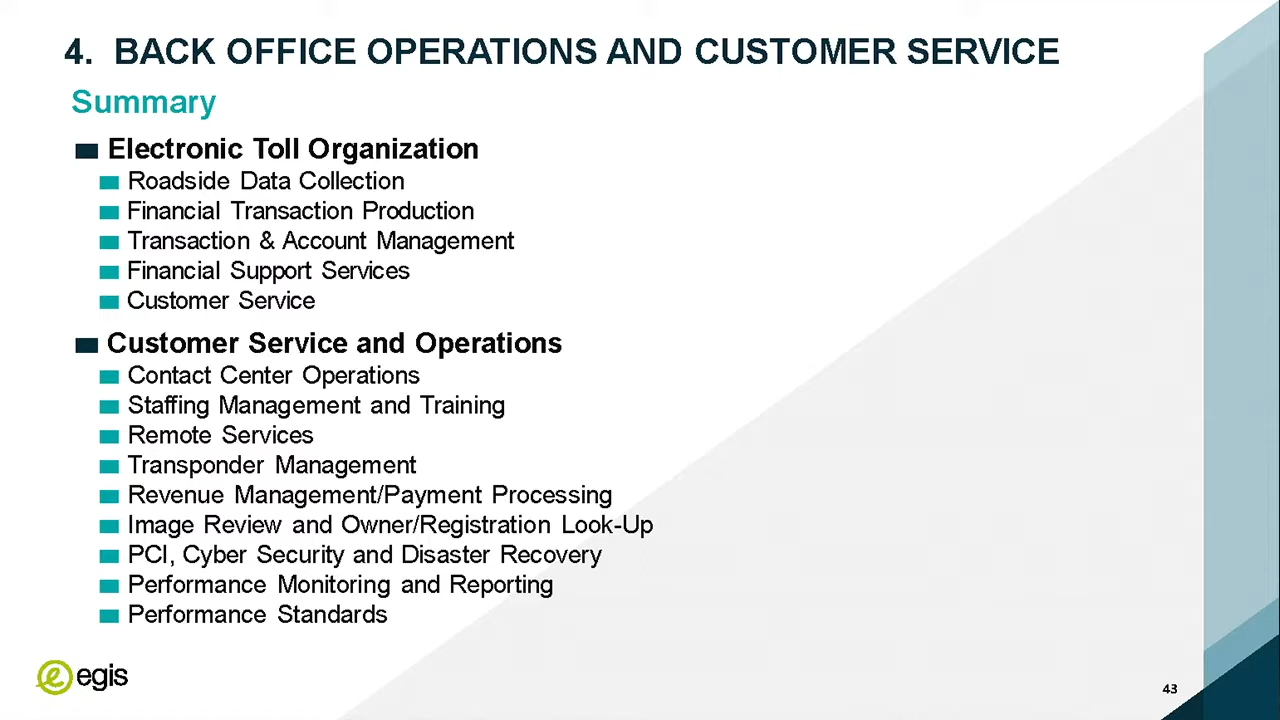 4. BACK OFFICE OPERATIONS AND CUSTOMER SERVICE
Summary
Electronic Toll Organization
Roadside Data Collection
Financial Transaction Production
Transaction & Account Management
Financial Support Services
Customer Service
Customer Service and Operations
Contact Center Operations
Staffing Management and Training
Remote Services
Transponder Management
Revenue Management/Payment Processing
Image Review and Owner/Registration Look-Up
PCI, Cyber Security and Disaster Recovery
Performance Monitoring and Reporting
Performance Standards
egis
43